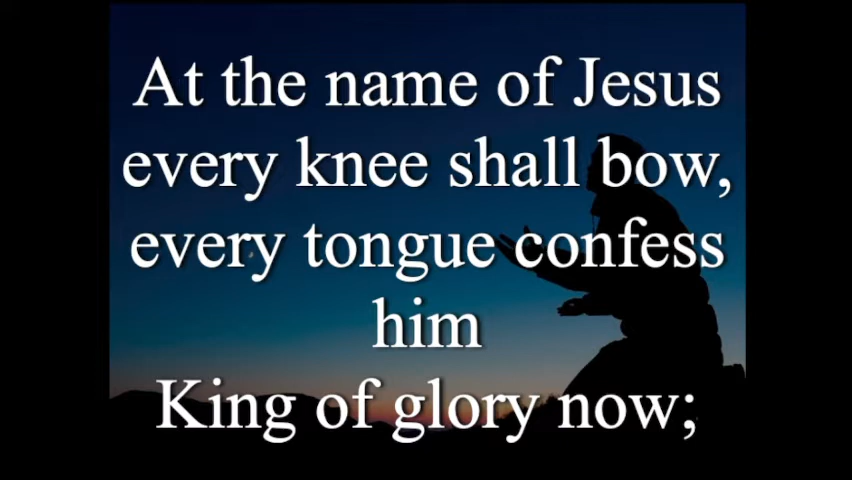 At the name of Jesus
every knee shall bow,
every tongue confess
him
King of glory now;